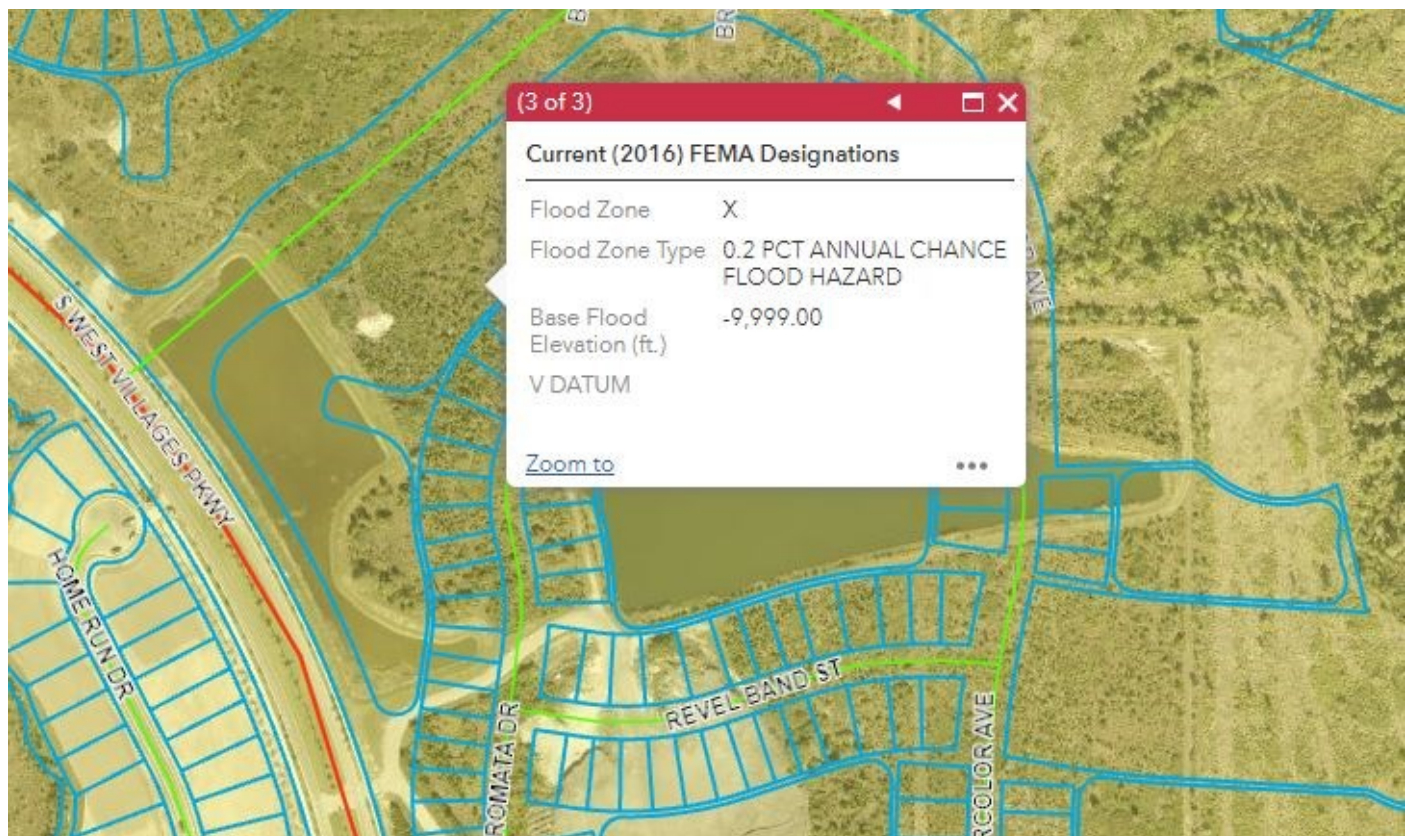 (3 of 3)
Current (2016) FEMA Designations
Flood Zone X
Flood Zone Type 0.2 PCT ANNUAL CHANCE
FLOOD HAZARD
Base Flood -9,999.00
Elevation (ft.)
V DATUM
Zoom to
AVE
S WEST VILLAGES PKWY
HOME RUN DR
REVEL BAND ST
ROMATA DR
RCOLOR AVE